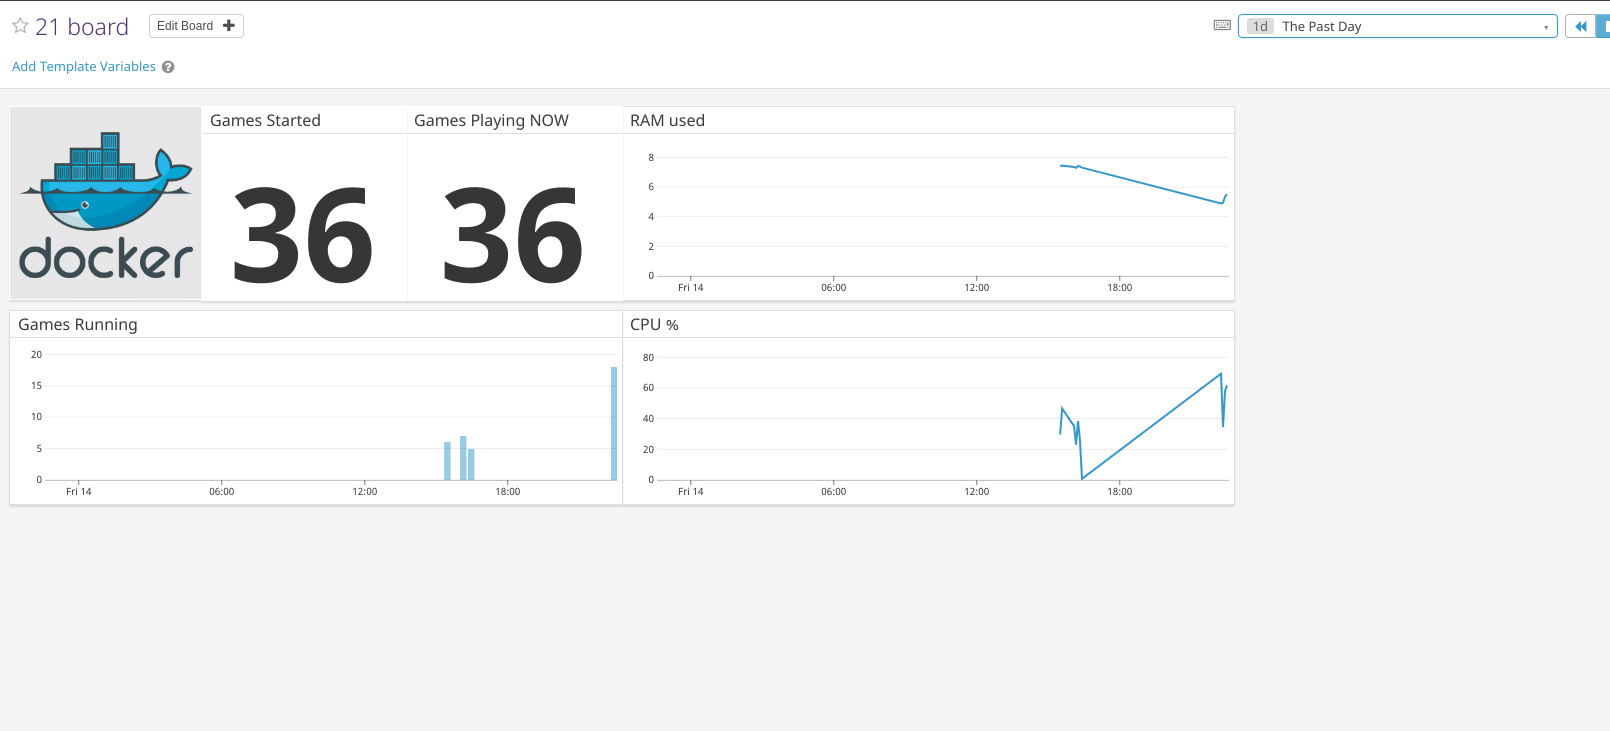 21 board
Edit Board
1d The Past Day
Add Template Variables ?
docker
Games Started
36
Games Playing NOW
36
RAM used
8
6
4
2
0
Fri 14 06:00 12:00 18:00
Games Running
20
15
10
5
0
Fri 14 06:00 12:00 18:00
CPU %
80
60
40
20
0
Fri 14 06:00 12:00 18:00